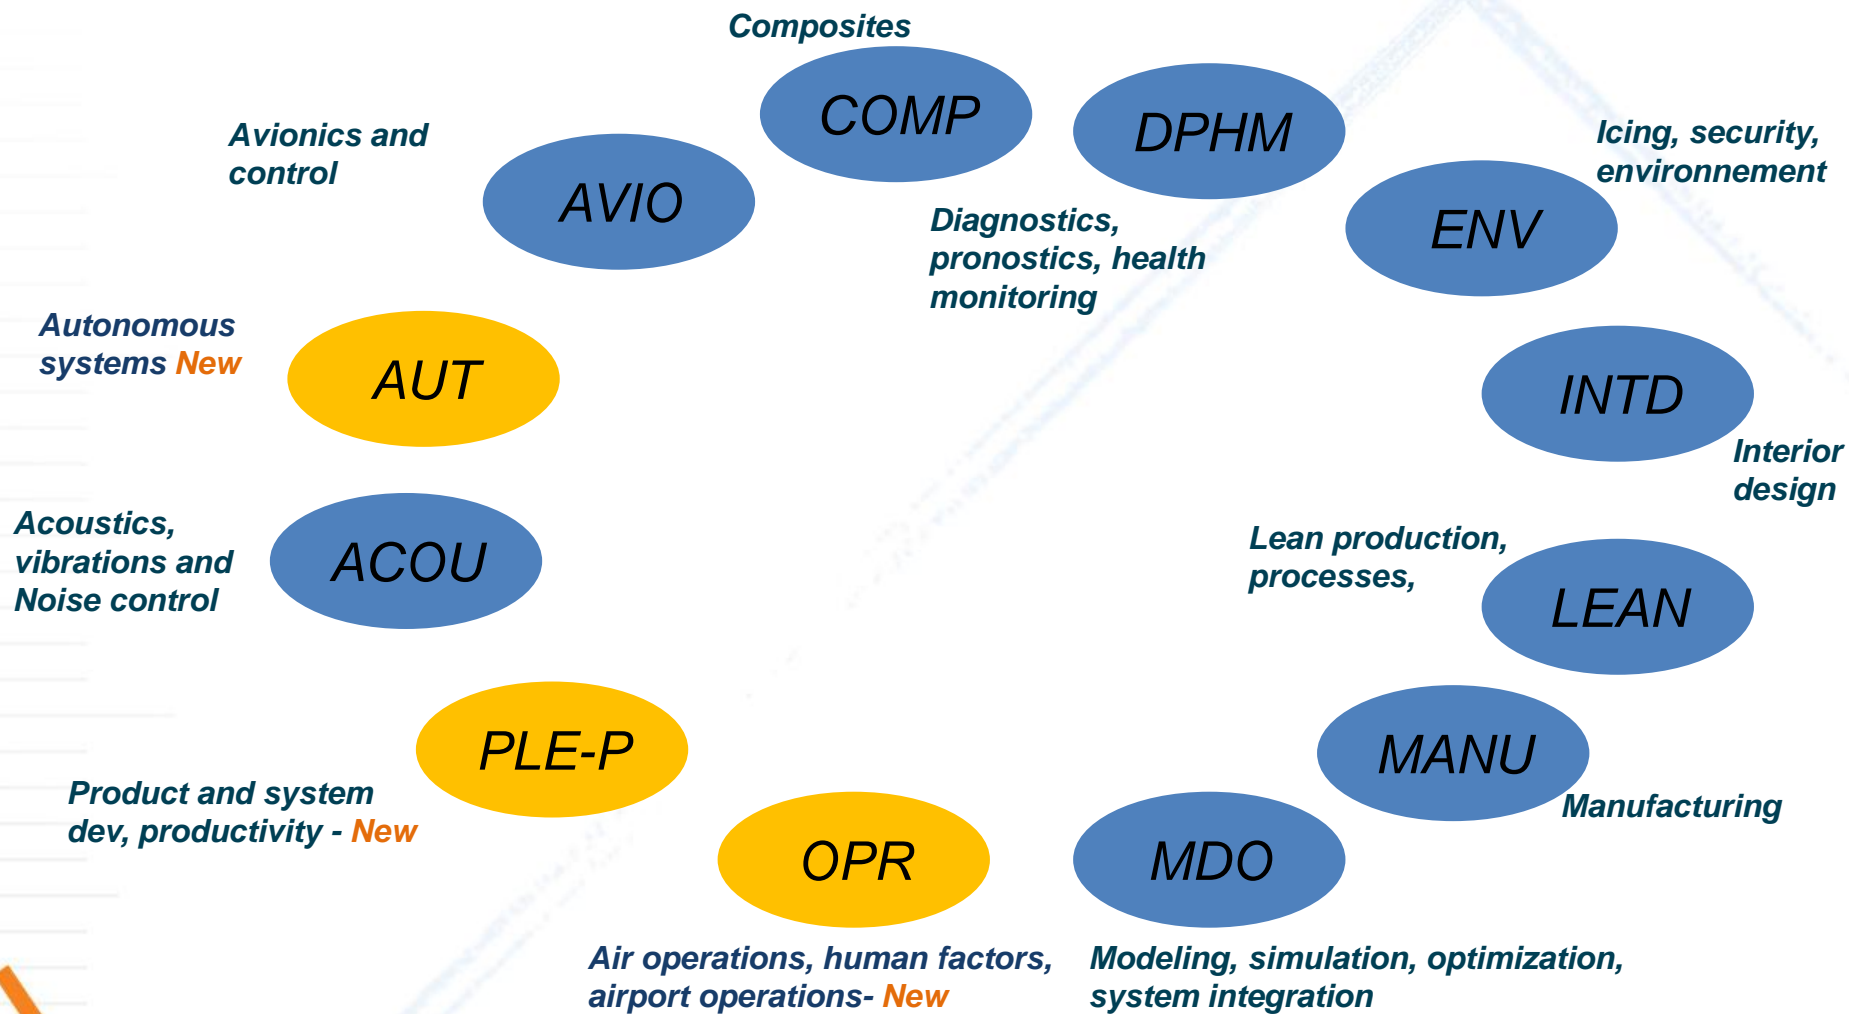 Composites
COMP
DPHM
Avionics and
control
AVIO
Icing, security,
environnement
ENV
Diagnostics,
pronostics, health
monitoring
Autonomous
systems New
AUT
INTD
Interior
design
Acoustics,
vibrations and
Noise control
ACOU
Lean production,
processes,
LEAN
PLE-P
MANU
Product and system
dev, productivity - New
Manufacturing
OPR
MDO
Air operations, human factors,
airport operations- New
Modeling, simulation, optimization,
system integration